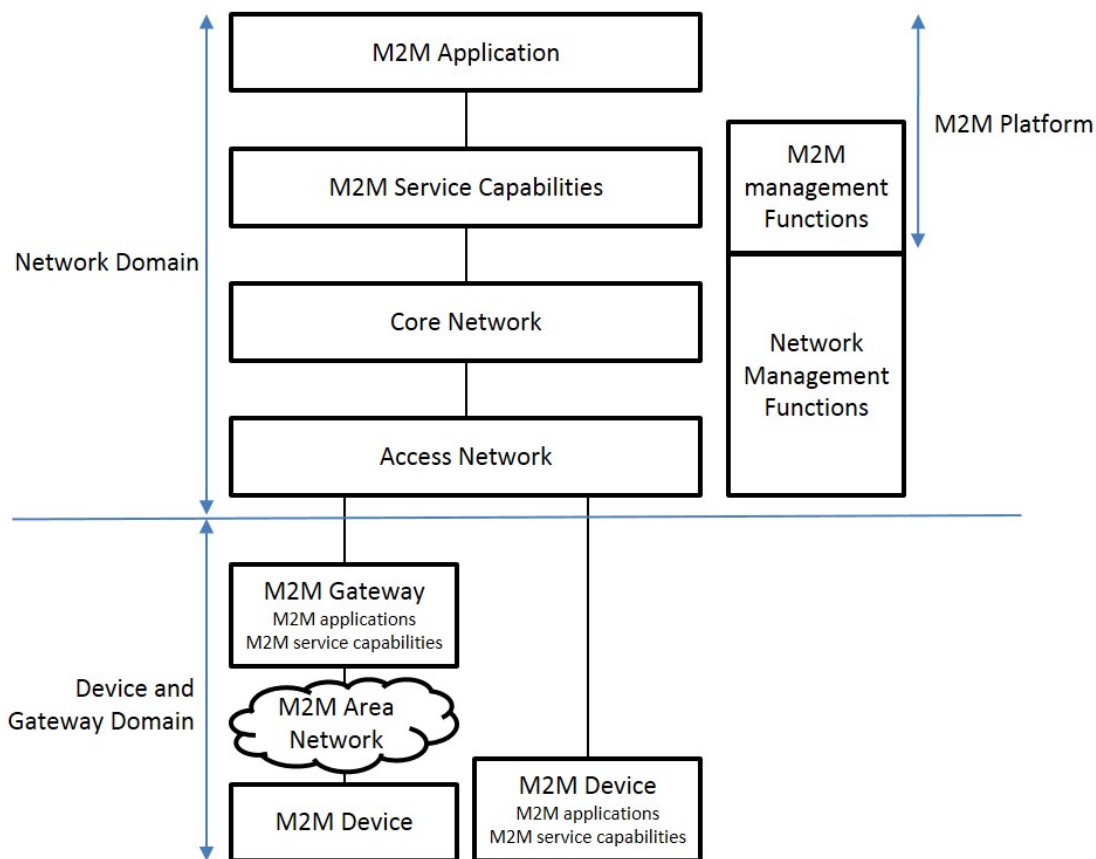 M2M Application
M2M Platform
M2M Service Capabilities
M2M
management
Functions
Network Domain
Core Network
Network
Management
Functions
Access Network
M2M Gateway
M2M applications
M2M service capabilities
Device and
Gateway Domain
M2M Area
Network
M2M Device
M2M Device
M2M applications
M2M service capabilities